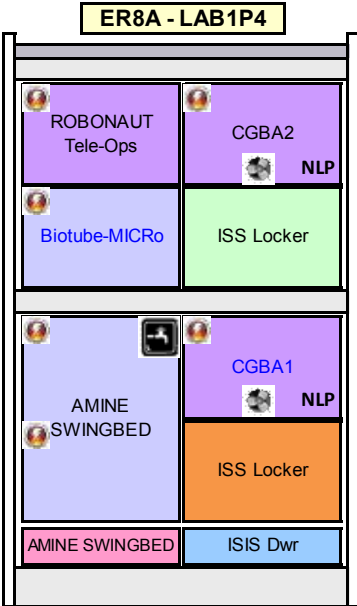 ER8A - LAB1P4
ROBONAUT
Tele-Ops
CGBA2
NLP
Biotube-MICRo
ISS Locker
AMINE
SWINGBED
CGBA1
NLP
ISS Locker
AMINE SWINGBED
ISIS Dwr